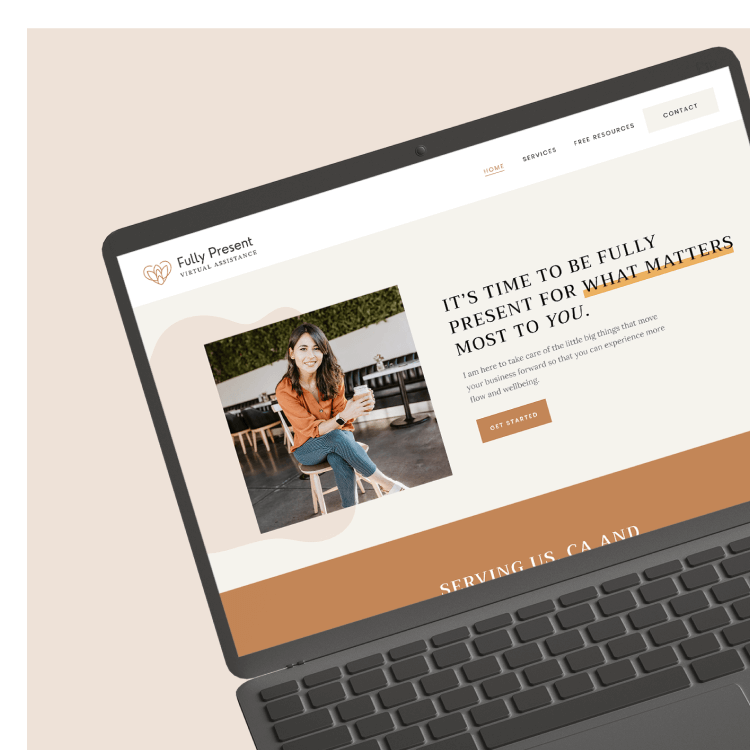 HOME
SERVICES
FREE RESOURCES
CONTACT
Fully Present
VIRTUAL ASSISTANCE
IT'S TIME TO BE FULLY
PRESENT FOR WHAT MATTERS
MOST TO YOU.
I am here to take care of the little big things that move
your business forward so that you can experience more
flow and wellbeing.
GET STARTED
SERVING US, CA AND